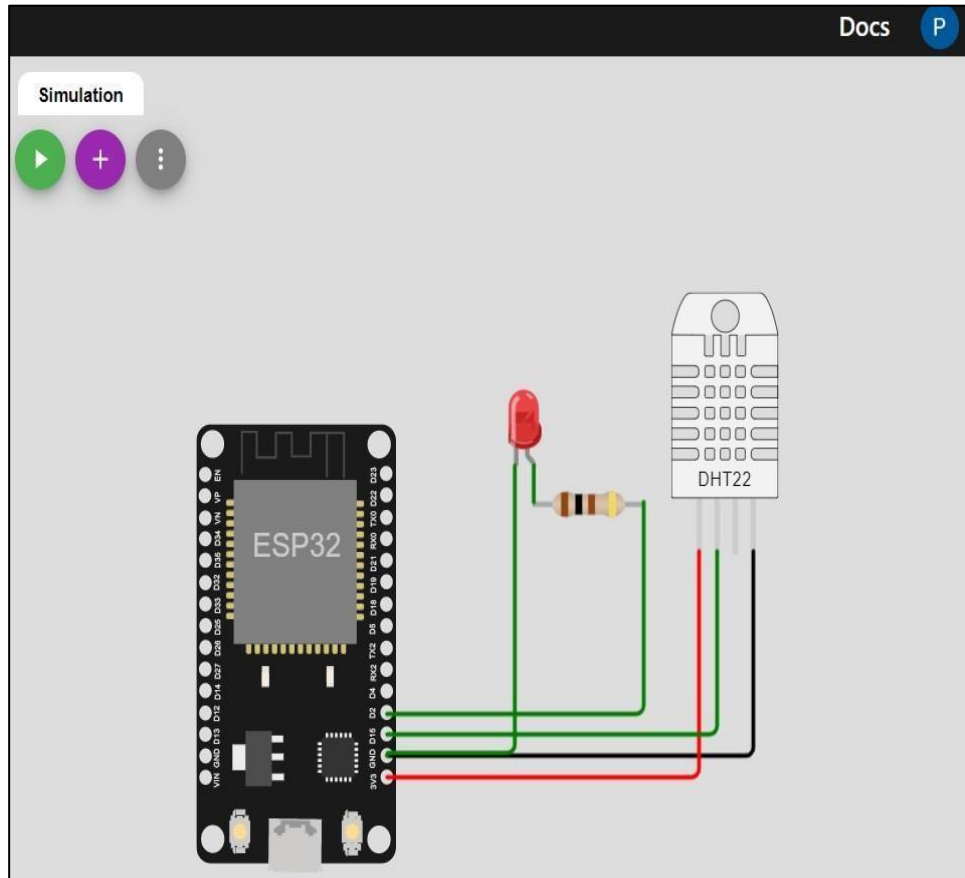 Docs P
Simulation
DHT22
ESP32
EN
VP
VN
D34
D35
D32
D33
D25
D26
D27
D14
D12
D13
GND
VIN
D23
D22
TX0
RX0
D21
D19
D18
D5
TX2
RX2
D4
D2
D15
GND
3V3